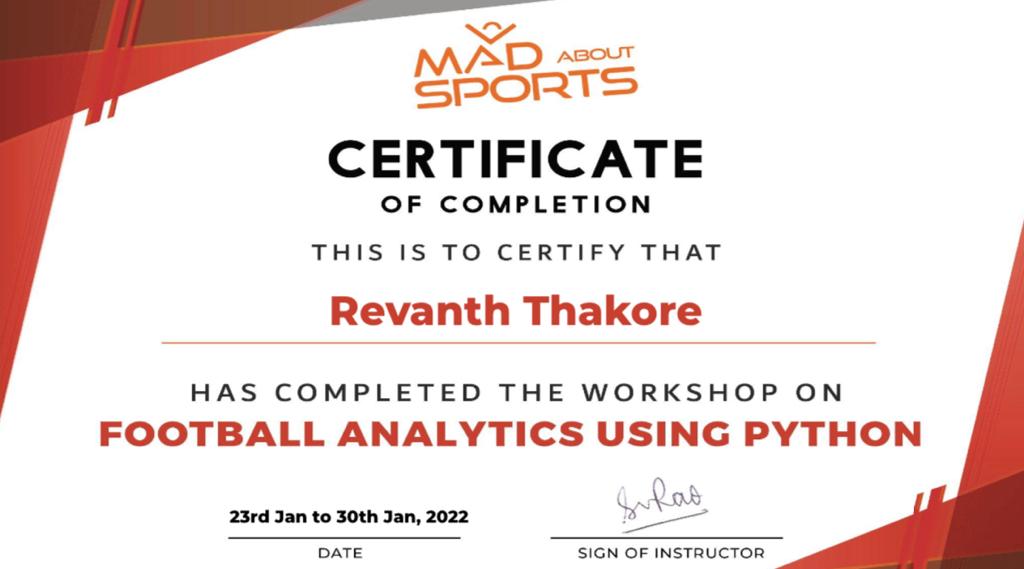 MAD ABOUT
SPORTS
CERTIFICATE
OF COMPLETION
THIS IS TO CERTIFY THAT
Revanth Thakore
HAS COMPLETED THE WORKSHOP ON
FOOTBALL ANALYTICS USING PYTHON
23rd Jan to 30th Jan, 2022
DATE
SIGN OF INSTRUCTOR